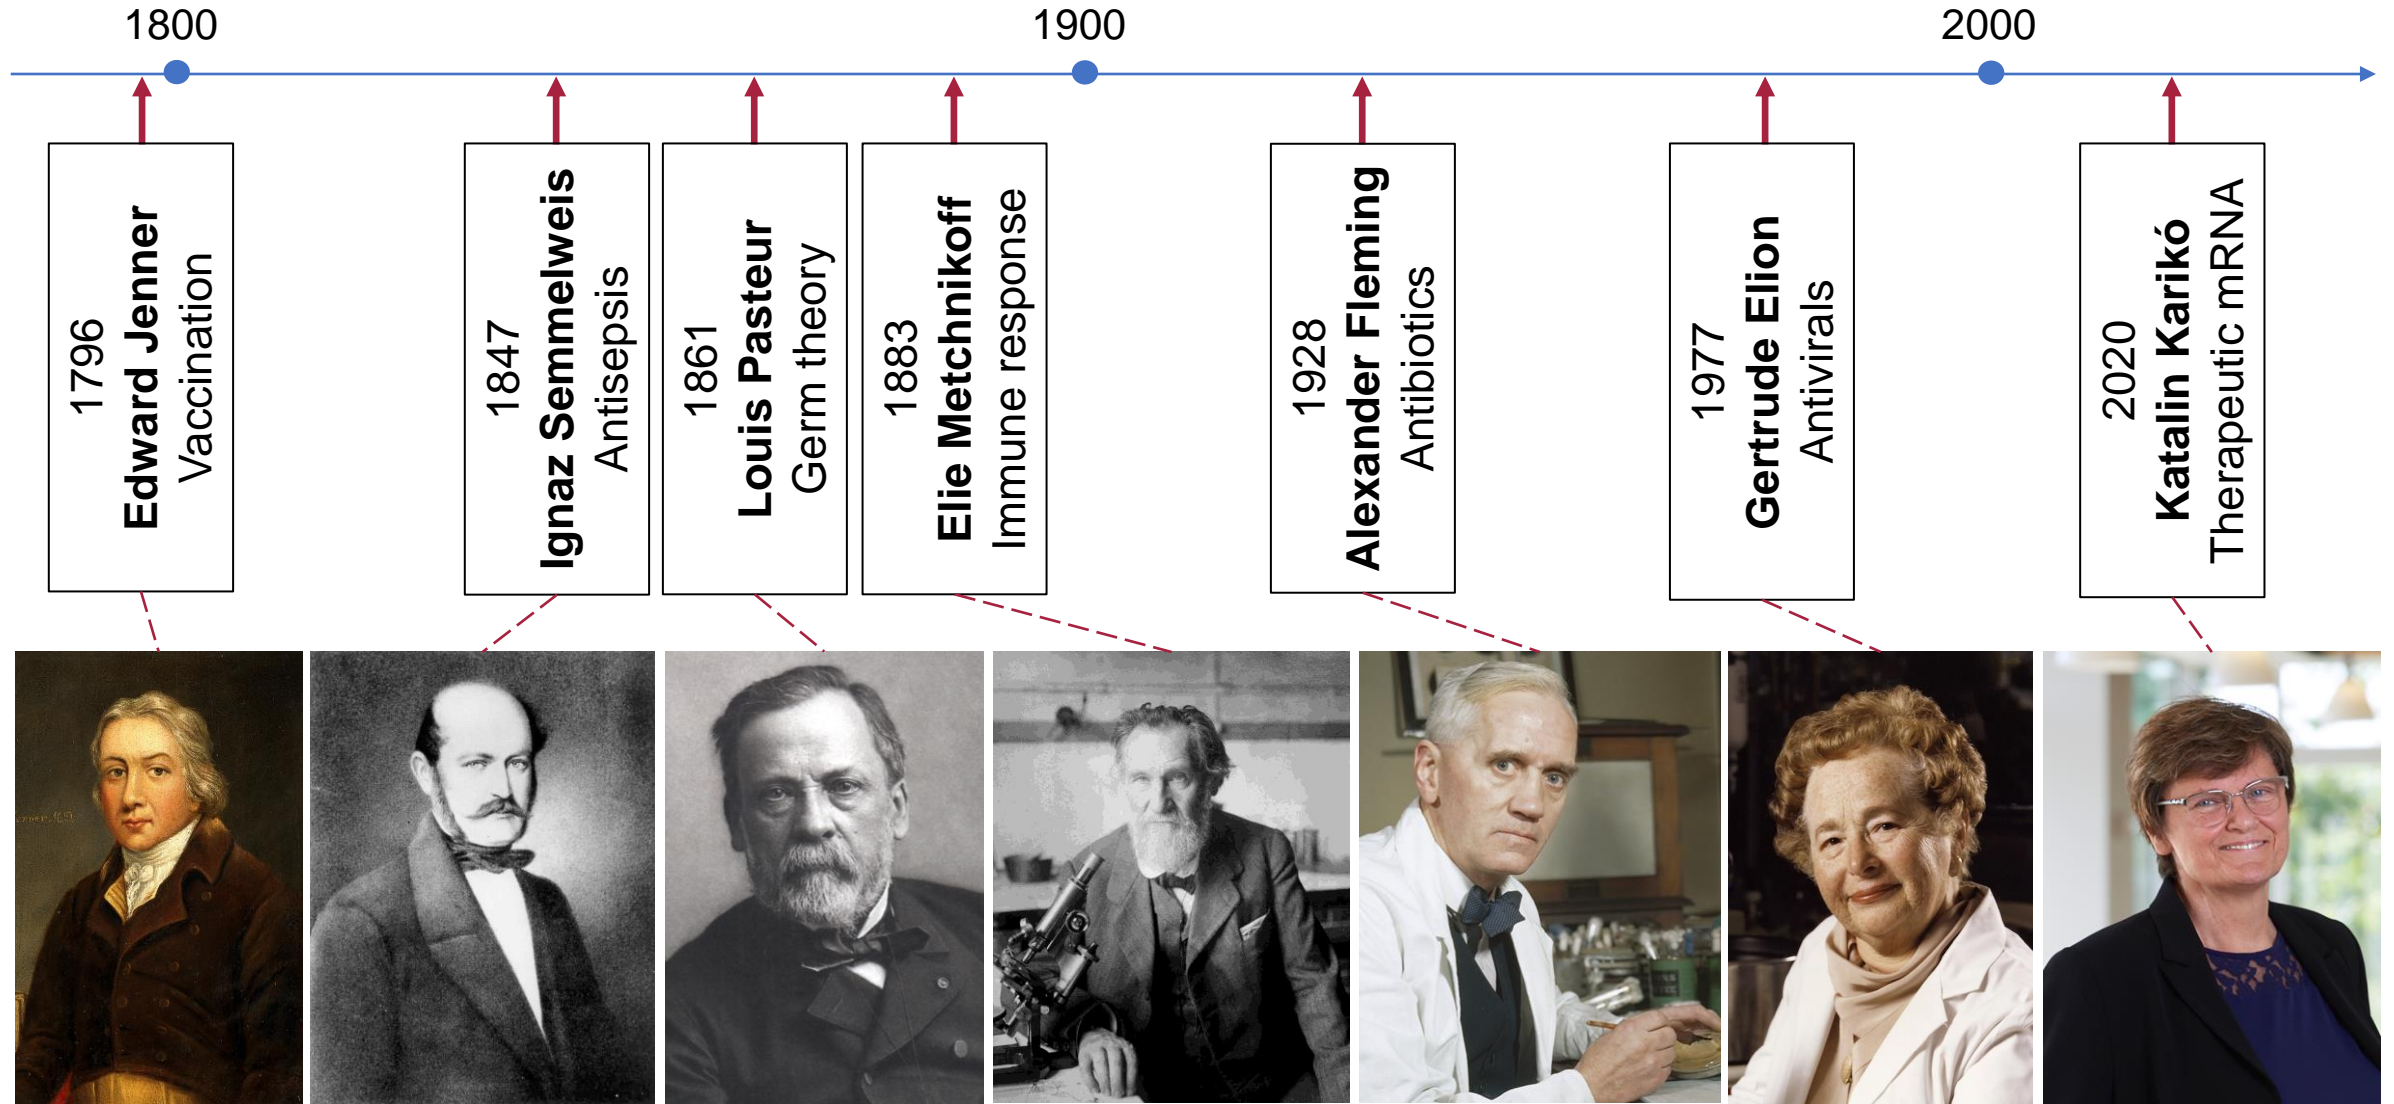 1800
1900
2000
1796
Edward Jenner
Vaccination
1847
Ignaz Semmelweis
Antisepsis
1861
Louis Pasteur
Germ theory
1883
Elie Metchnikoff
Immune response
1928
Alexander Fleming
Antibiotics
1977
Gertrude Elion
Antivirals
2020
Katalin Karikó
Therapeutic mRNA